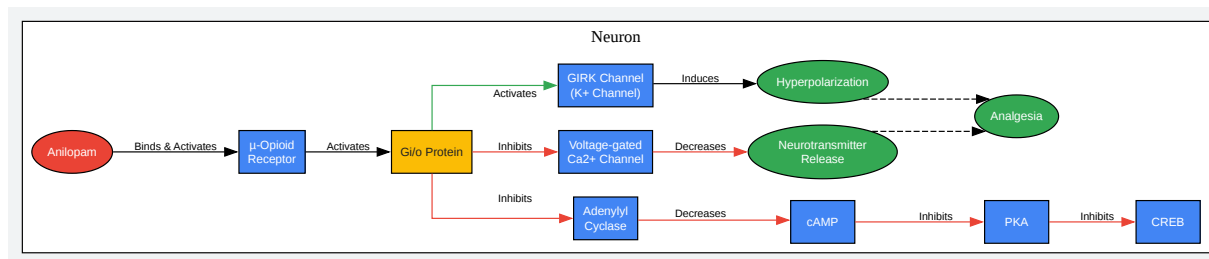 Neuron
Anilopam
Binds & Activates
µ-Opioid
Receptor
Activates
Gi/o Protein
Activates
GIRK Channel
(K+ Channel)
Induces
Hyperpolarization
Analgesia
Inhibits
Voltage-gated
Ca2+ Channel
Decreases
Neurotransmitter
Release
Inhibits
Adenylyl
Cyclase
Decreases
cAMP
Inhibits
PKA
Inhibits
CREB